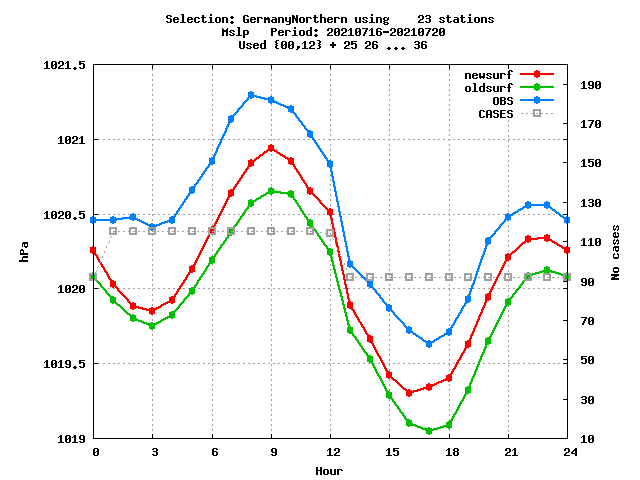 Selection: GermanyNorthern using    23 stations
Mslp   Period: 20210716-20210720
Used {00,12} + 25 26 ... 36
1021.5
1021
1020.5
1020
1019.5
1019
hPa
newsurf
oldsurf
OBS
CASES
190
170
150
130
110
90
70
50
30
10
No cases
0 3 6 9 12 15 18 21 24
Hour